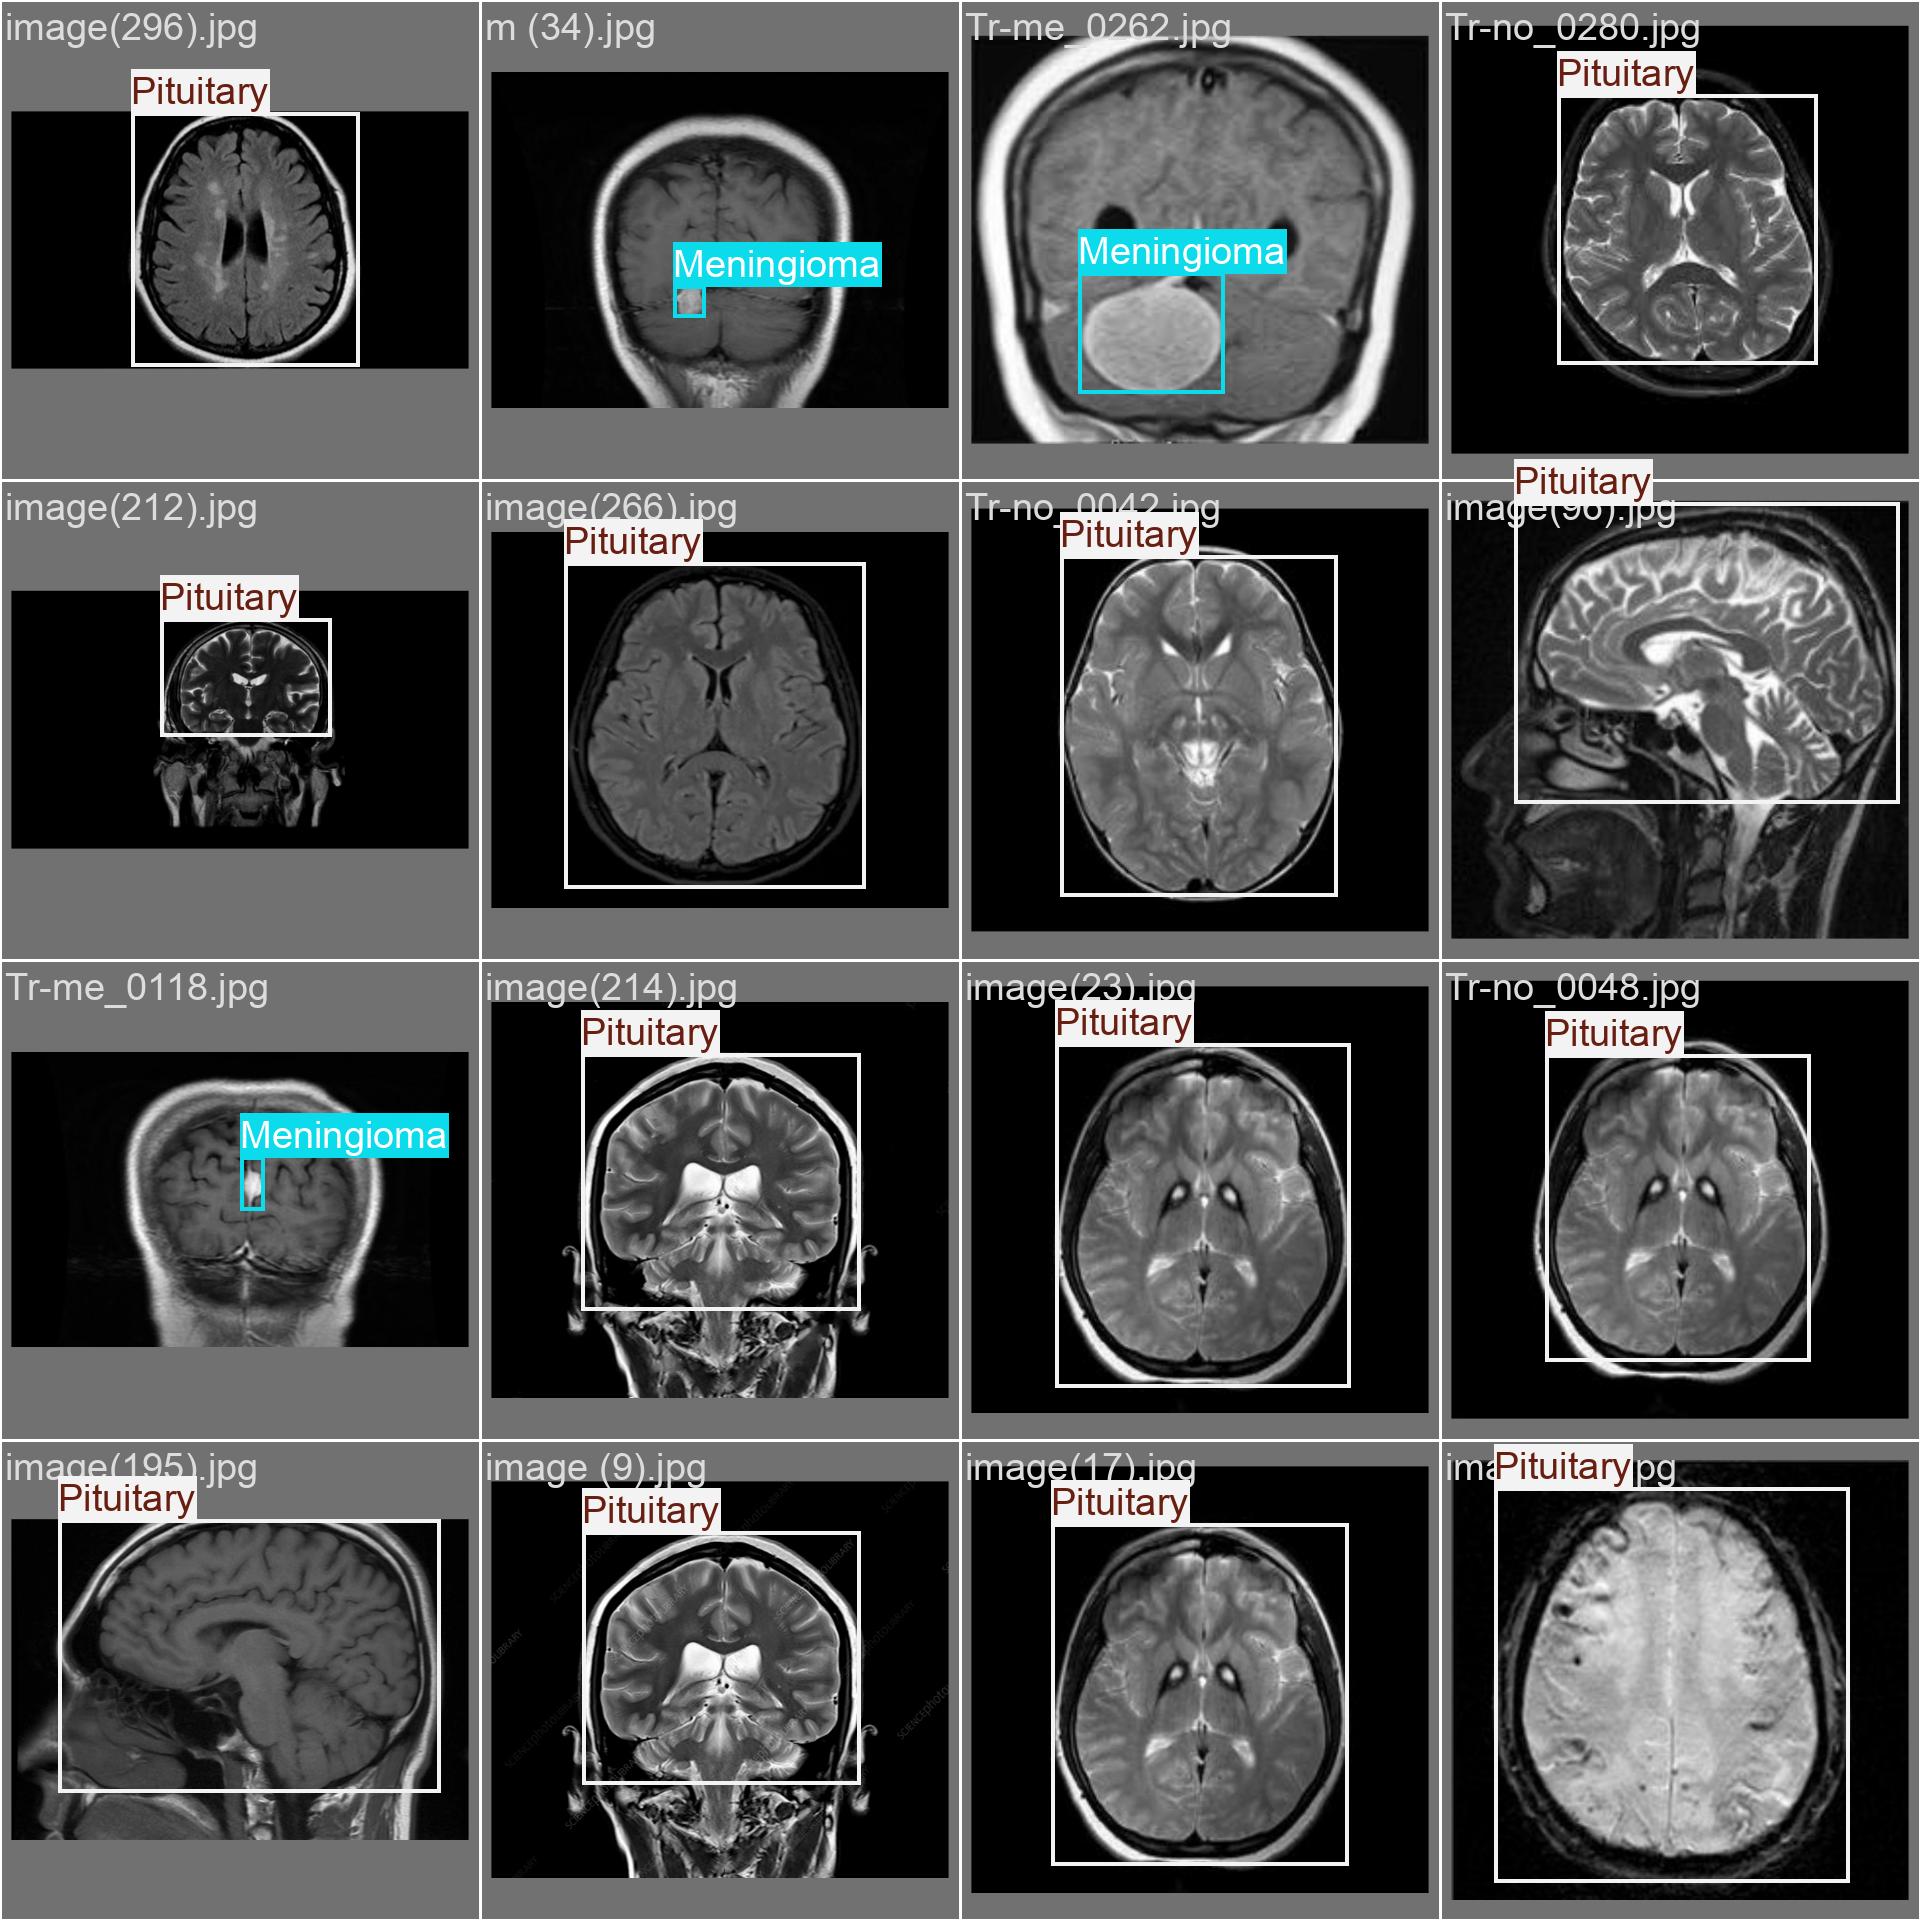 image(296).jpg
Pituitary
m (34).jpg
Meningioma
Tr-me_0262.jpg
Meningioma
Tr-no_0280.jpg
Pituitary
image(212).jpg
Pituitary
image(266).jpg
Pituitary
Tr-no_0042.jpg
Pituitary
image(96).jpg
Pituitary
Tr-me_0118.jpg
Meningioma
image(214).jpg
Pituitary
image(23).jpg
Pituitary
Tr-no_0048.jpg
Pituitary
image(195).jpg
Pituitary
image (9).jpg
Pituitary
image(17).jpg
Pituitary
Pituitary